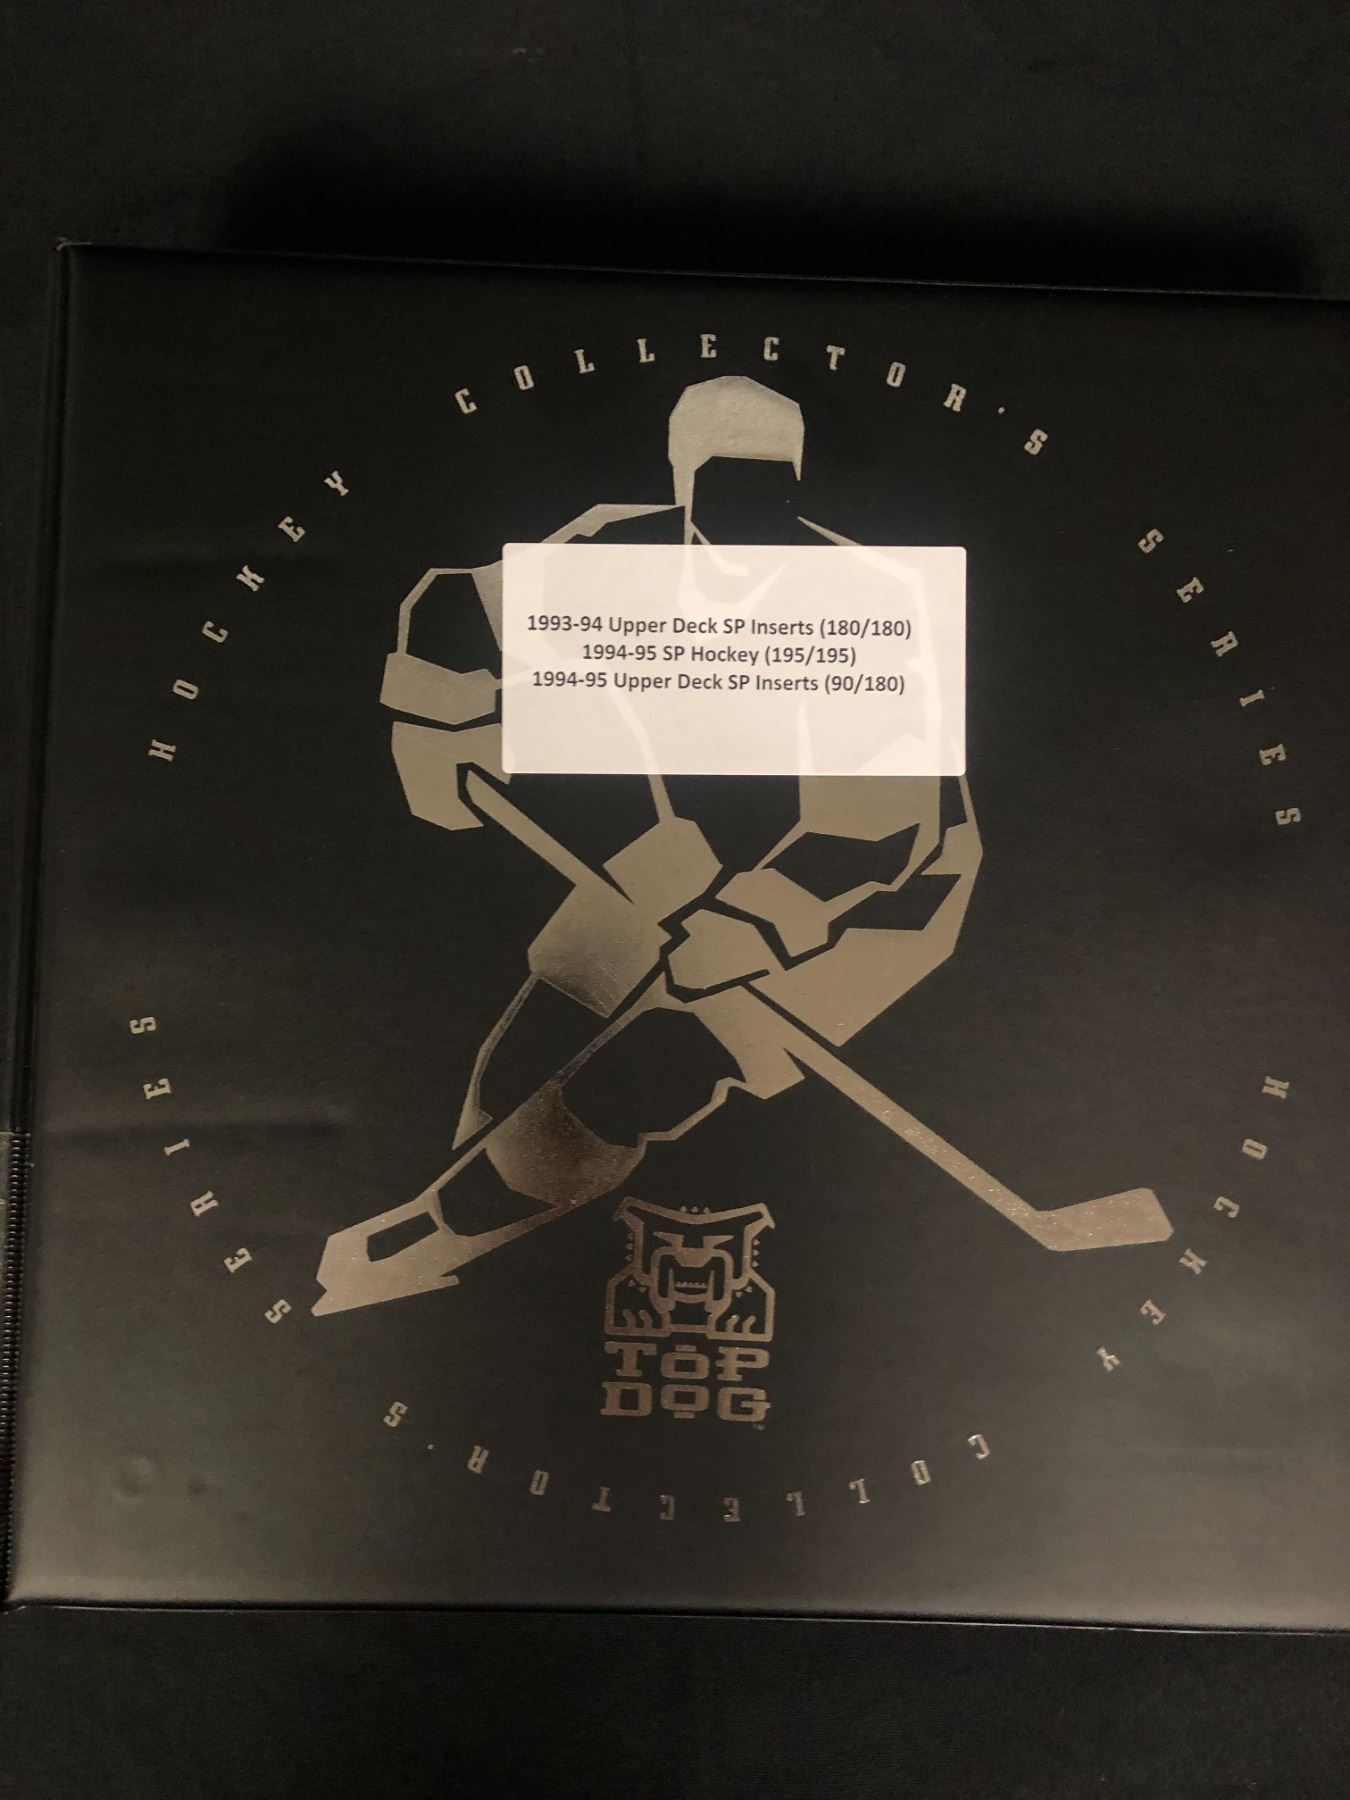 HOCKEY COLLECTOR'S SERIES
1993-94 Upper Deck SP Inserts (180/180)
1994-95 SP Hockey (195/195)
1994-95 Upper Deck SP Inserts (90/180)
TOP
DOG
HOCKEY COLLECTOR'S SERIES